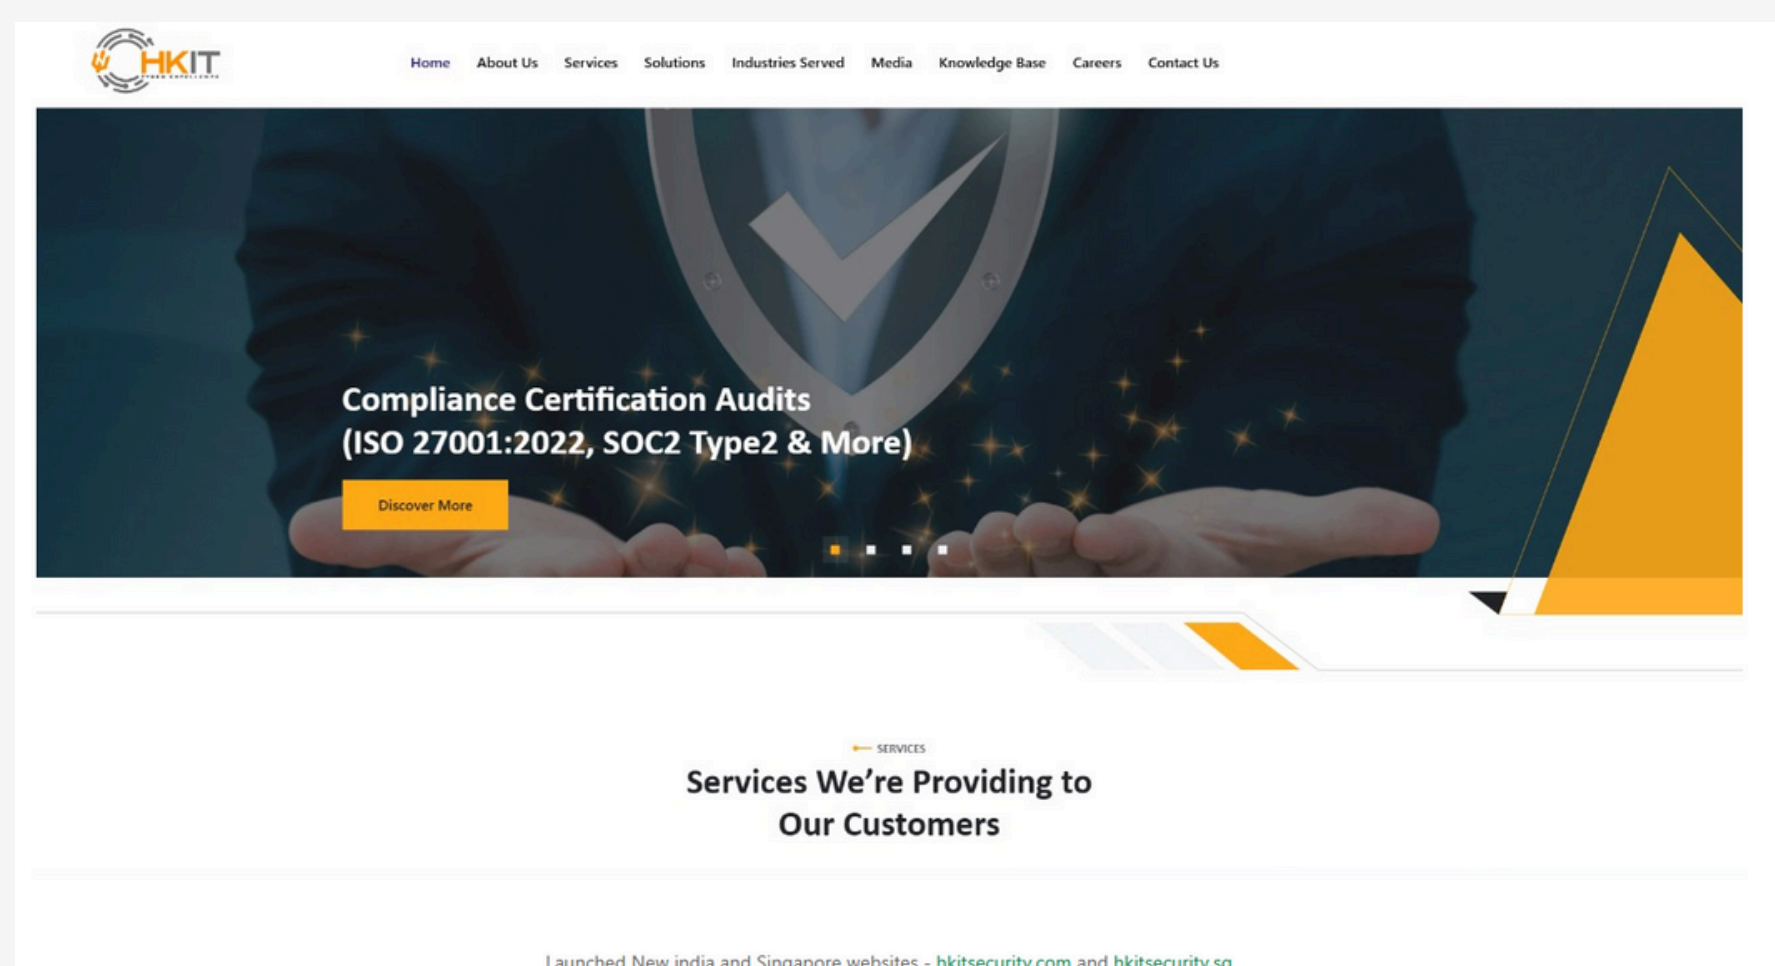 HKIT
CYBER EXCELLENCE
Home About Us Services Solutions Industries Served Media Knowledge Base Careers Contact Us
Compliance Certification Audits
(ISO 27001:2022, SOC2 Type2 & More)
Discover More
SERVICES
Services We’re Providing to
Our Customers
Launched New india and Singapore websites - hkitsecurity.com and hkitsecurity.sg